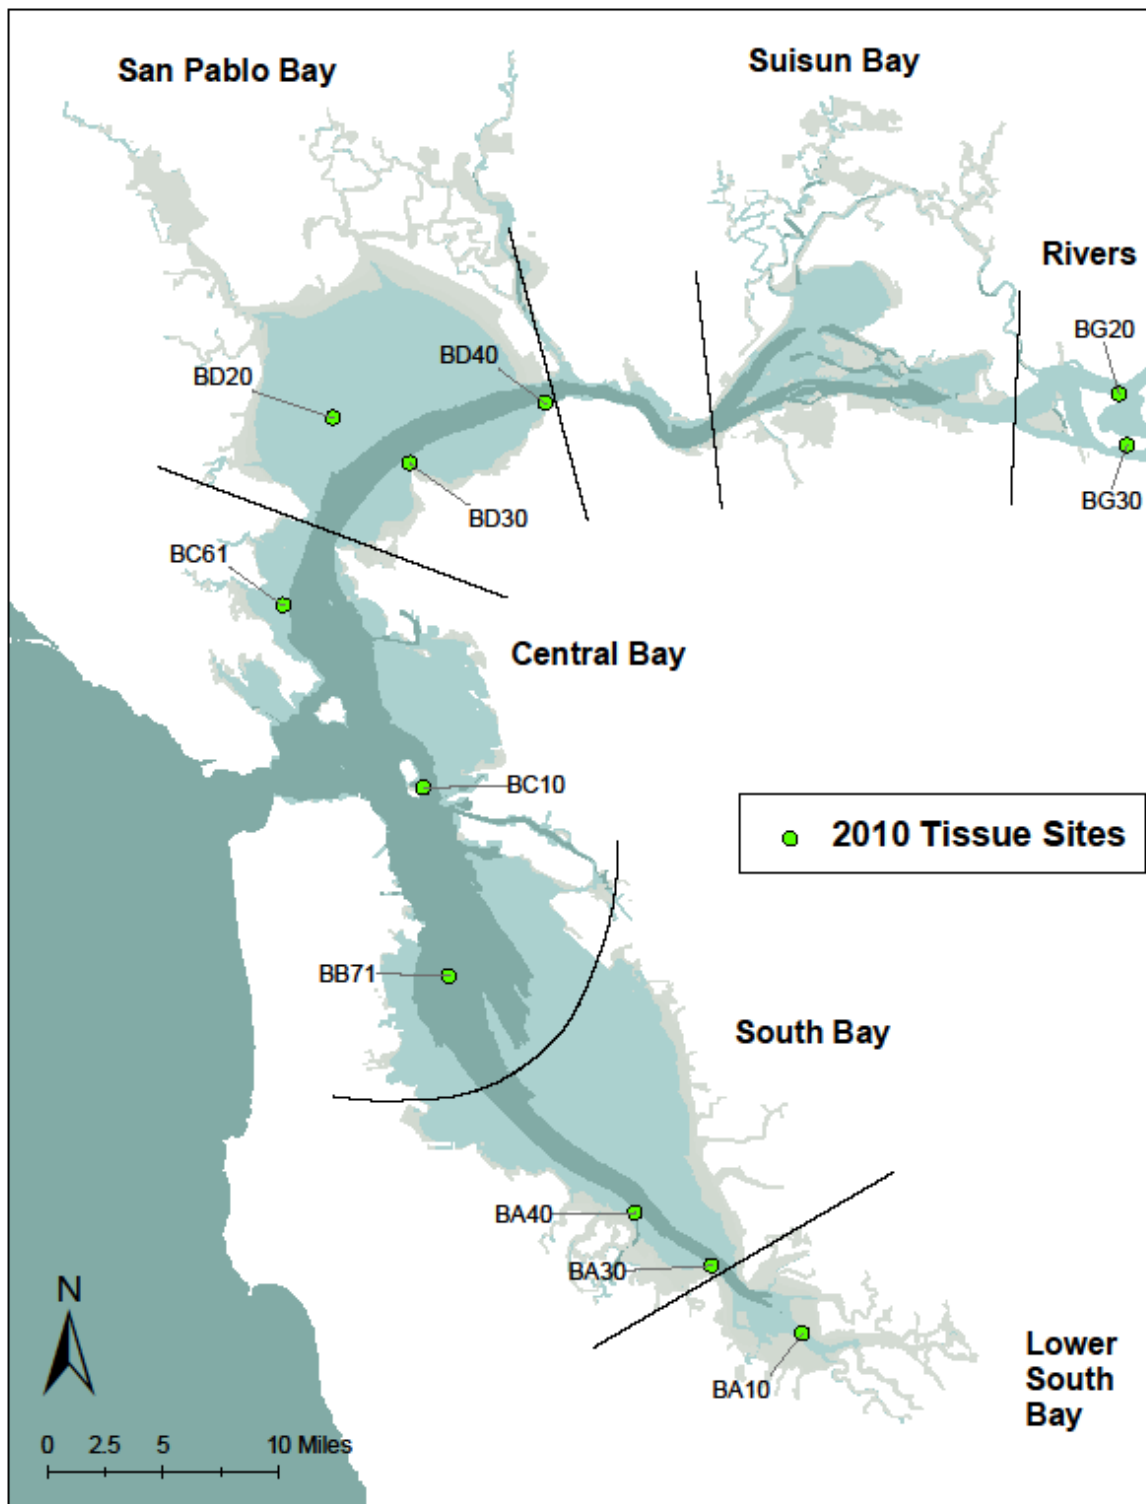 San Pablo Bay
Suisun Bay
Rivers
BG20
BD40
BD20
BG30
BD30
BC61
Central Bay
BC10
2010 Tissue Sites
BB71
South Bay
BA40
BA30
N
Lower
South
Bay
BA10
0 2.5 5 10 Miles